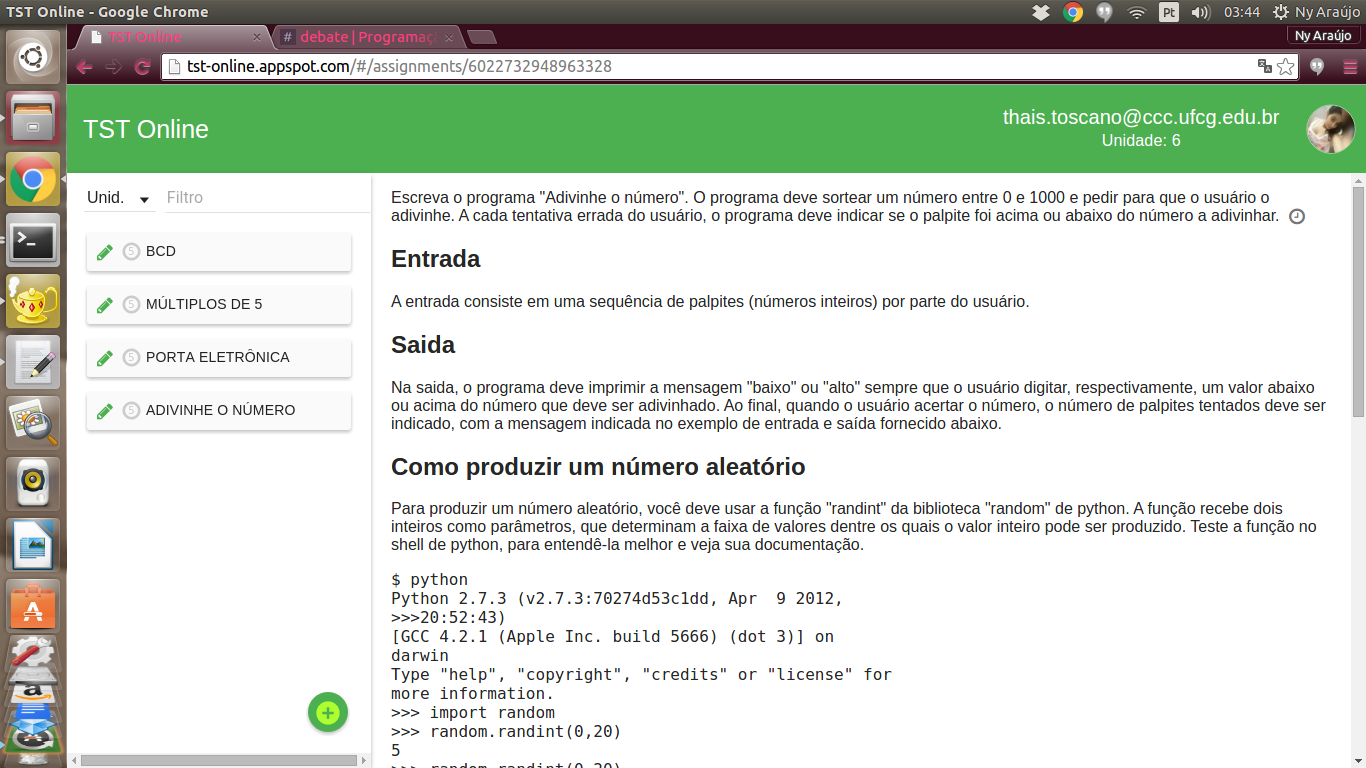 TST Online - Google Chrome
Pt
03:44
Ny Araújo
TST Online
# debate | Programaç
Ny Araújo
tst-online.appspot.com/#/assignments/6022732948963328
TST Online
thais.toscano@ccc.ufcg.edu.br
Unidade: 6
Unid.
Filtro
5 BCD
5 MÚLTIPLOS DE 5
5 PORTA ELETRÔNICA
5 ADIVINHE O NÚMERO
Escreva o programa "Adivinhe o número". O programa deve sortear um número entre 0 e 1000 e pedir para que o usuário o
adivinhe. A cada tentativa errada do usuário, o programa deve indicar se o palpite foi acima ou abaixo do número a adivinhar.
Entrada
A entrada consiste em uma sequência de palpites (números inteiros) por parte do usuário.
Saida
Na saida, o programa deve imprimir a mensagem "baixo" ou "alto" sempre que o usuário digitar, respectivamente, um valor abaixo
ou acima do número que deve ser adivinhado. Ao final, quando o usuário acertar o número, o número de palpites tentados deve ser
indicado, com a mensagem indicada no exemplo de entrada e saída fornecido abaixo.
Como produzir um número aleatório
Para produzir um número aleatório, você deve usar a função "randint" da biblioteca "random" de python. A função recebe dois
inteiros como parâmetros, que determinam a faixa de valores dentre os quais o valor inteiro pode ser produzido. Teste a função no
shell de python, para entendê-la melhor e veja sua documentação.
$ python
Python 2.7.3 (v2.7.3:70274d53c1dd, Apr  9 2012,
>>>20:52:43)
[GCC 4.2.1 (Apple Inc. build 5666) (dot 3)] on
darwin
Type "help", "copyright", "credits" or "license" for
more information.
>>> import random
>>> random.randint(0,20)
5
>>> random.randint(0,20)